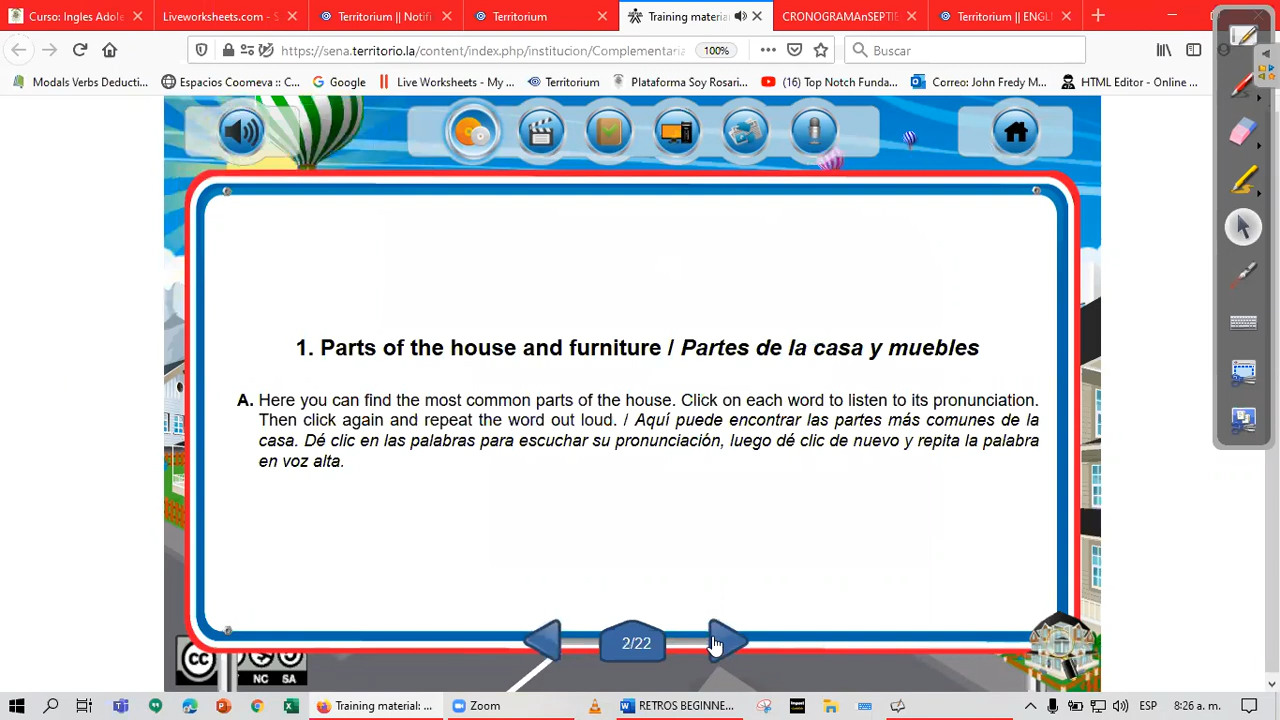 Curso: Ingles Adole
Liveworksheets.com - S
Territorium || Notifi
Territorium
Training materia
CRONOGRAMAnSEPTIE
Territorium || ENGL
https://sena.territorio.la/content/index.php/institucion/Complementaria
100%
Buscar
Modals Verbs Deducti...
Espacios Coomeva :: C...
Google
Live Worksheets - My ...
Territorium
Plataforma Soy Rosari...
(16) Top Notch Funda...
Correo: John Fredy M...
HTML Editor - Online ...
1. Parts of the house and furniture / Partes de la casa y muebles
A. Here you can find the most common parts of the house. Click on each word to listen to its pronunciation.
Then click again and repeat the word out loud. / Aquí puede encontrar las partes más comunes de la
casa. Dé clic en las palabras para escuchar su pronunciación, luego dé clic de nuevo y repita la palabra
en voz alta.
2/22
cc
NC SA
Training material: ...
Zoom
RETROS BEGINNE...
ESP
8:26 a. m.